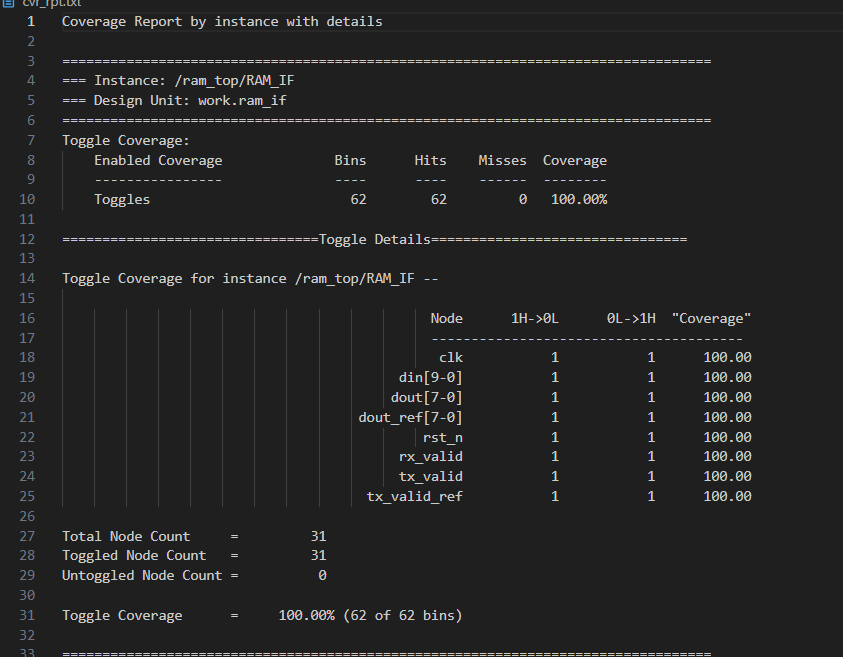 cvr_rpt.txt
1 Coverage Report by instance with details
2
3 =================================================================================
4 === Instance: /ram_top/RAM_IF
5 === Design Unit: work.ram_if
6 =================================================================================
7 Toggle Coverage:
8 Enabled Coverage Bins Hits Misses Coverage
9 ---------------- ---- ---- ------ --------
10 Toggles 62 62 0 100.00%
11
12 ================================Toggle Details================================
13
14 Toggle Coverage for instance /ram_top/RAM_IF --
15
16 Node 1H->0L 0L->1H "Coverage"
17 ---------------------------------------
18 clk 1 1 100.00
19 din[9-0] 1 1 100.00
20 dout[7-0] 1 1 100.00
21 dout_ref[7-0] 1 1 100.00
22 rst_n 1 1 100.00
23 rx_valid 1 1 100.00
24 tx_valid 1 1 100.00
25 tx_valid_ref 1 1 100.00
26
27 Total Node Count = 31
28 Toggled Node Count = 31
29 Untoggled Node Count = 0
30
31 Toggle Coverage = 100.00% (62 of 62 bins)
32
33 =================================================================================